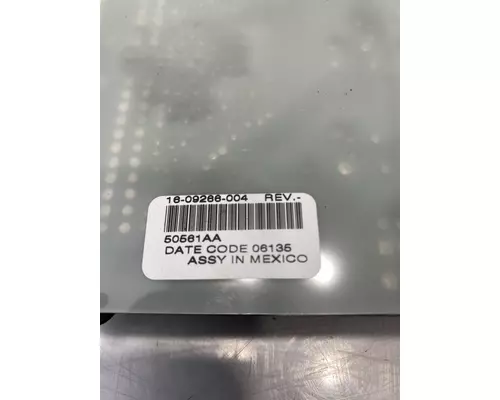 16-09266-004 REV.-
50561AA
DATE CODE 06135
ASSY IN MEXICO